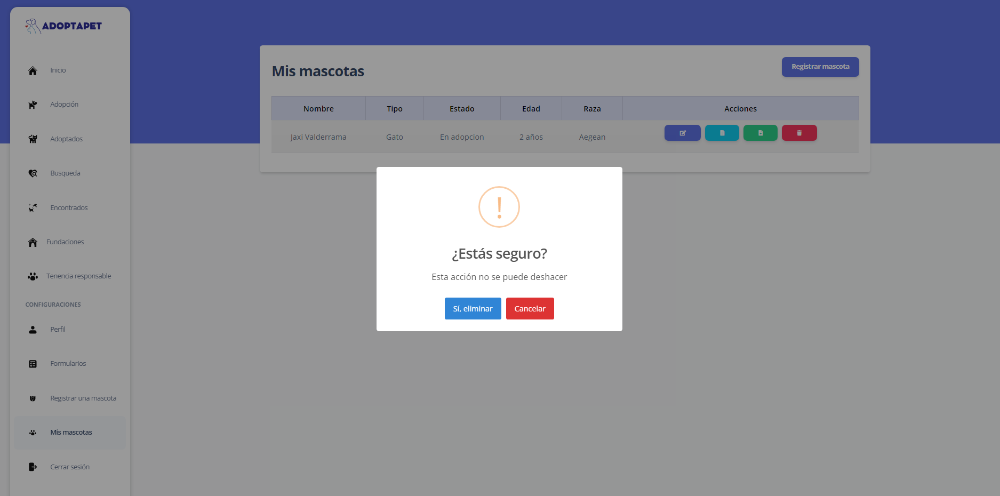 ADOPTAPET
Inicio
Adopción
Adoptados
Busqueda
Encontrados
Fundaciones
Tenencia responsable
CONFIGURACIONES
Perfil
Formularios
Registrar una mascota
Mis mascotas
Cerrar sesión
Mis mascotas
Registrar mascota
Nombre Tipo Estado Edad Raza Acciones
Jaxi Valderrama Gato En adopcion 2 años Aegean
¿Estás seguro?
Esta acción no se puede deshacer
Sí, eliminar Cancelar